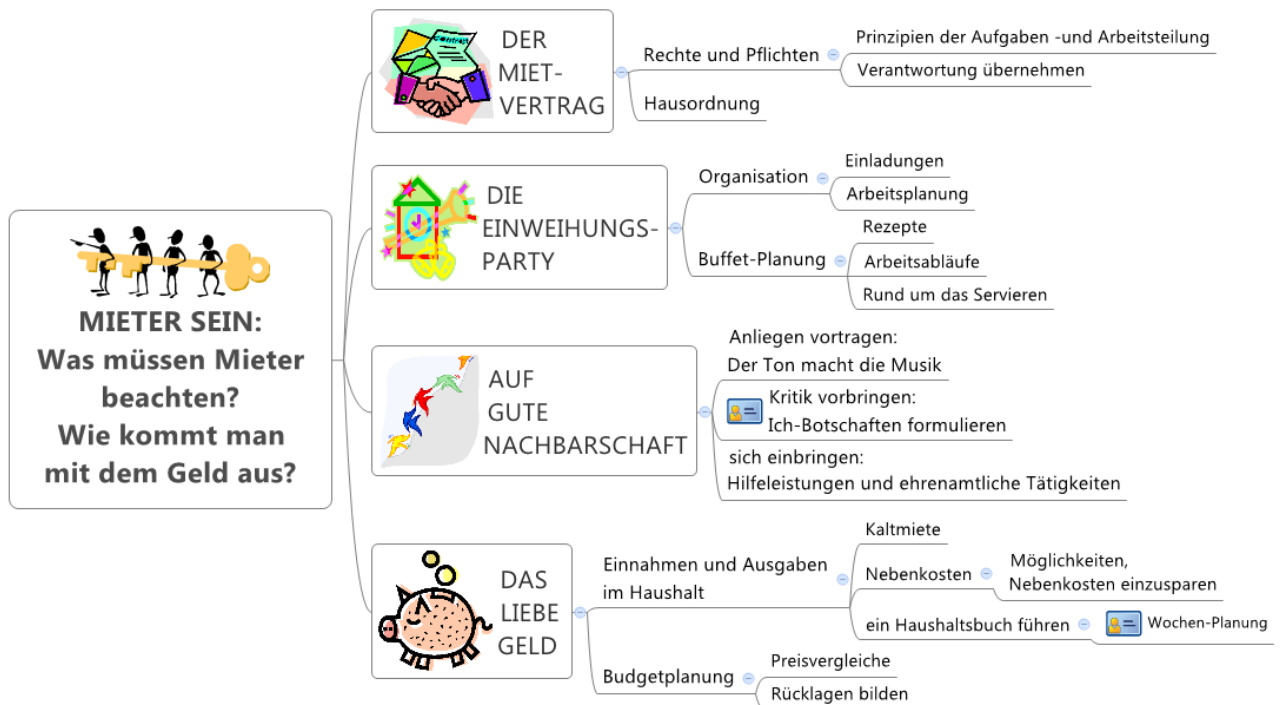 MIETER SEIN:
Was müssen Mieter
beachten?
Wie kommt man
mit dem Geld aus?
DER
MIET-
VERTRAG
Rechte und Pflichten
Prinzipien der Aufgaben -und Arbeitsteilung
Verantwortung übernehmen
Hausordnung
DIE
EINWEIHUNGS-
PARTY
Organisation
Einladungen
Arbeitsplanung
Buffet-Planung
Rezepte
Arbeitsabläufe
Rund um das Servieren
AUF
GUTE
NACHBARSCHAFT
Anliegen vortragen:
Der Ton macht die Musik
Kritik vorbringen:
Ich-Botschaften formulieren
sich einbringen:
Hilfeleistungen und ehrenamtliche Tätigkeiten
DAS
LIEBE
GELD
Einnahmen und Ausgaben
im Haushalt
Kaltmiete
Nebenkosten
Möglichkeiten,
Nebenkosten einzusparen
ein Haushaltsbuch führen
Wochen-Planung
Budgetplanung
Preisvergleiche
Rücklagen bilden